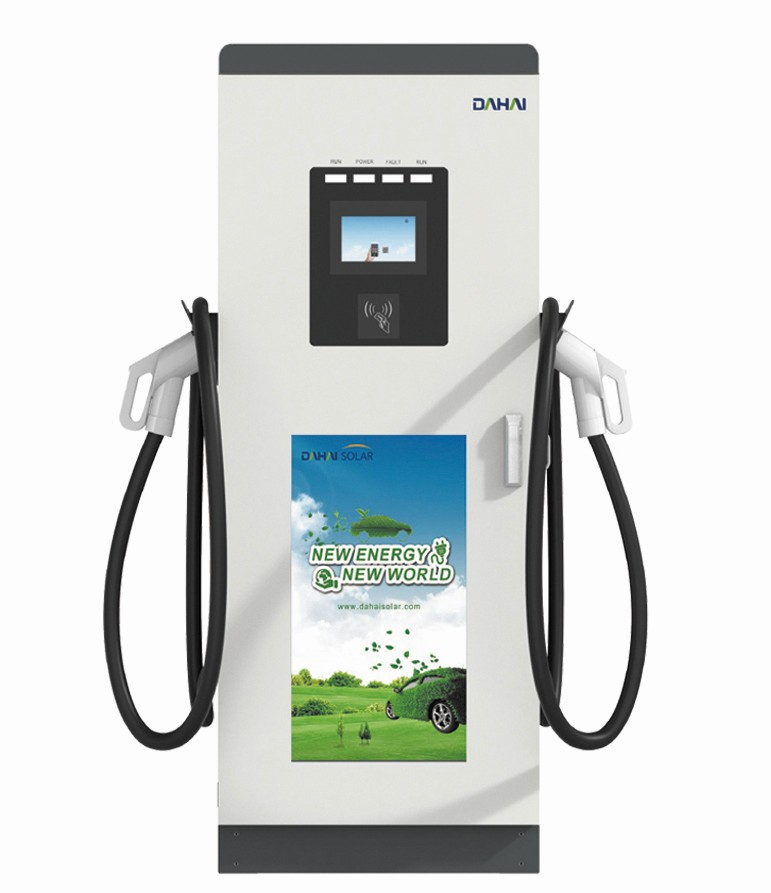 DAHAI
RUN POWER FAULT RUN
DAHAI SOLAR
NEW ENERGY
NEW WORLD
www.dahaisolar.com